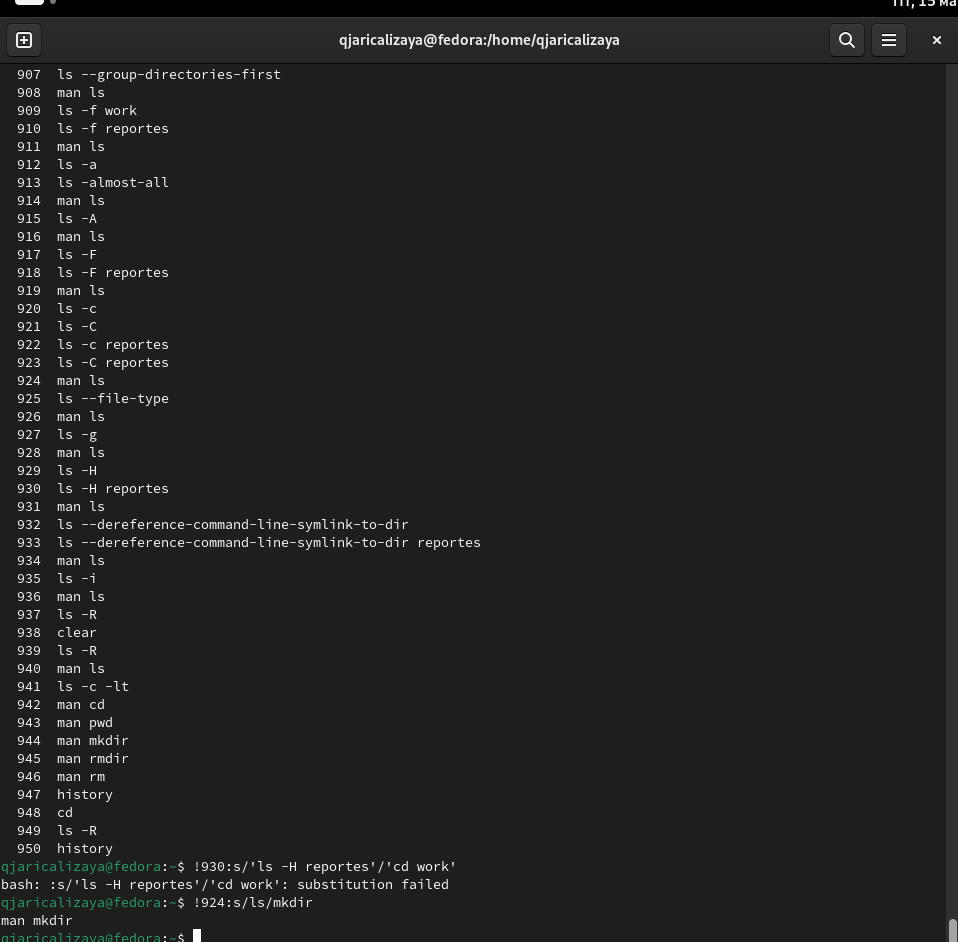 Пт, 15 ма
qjaricalizaya@fedora:/home/qjaricalizaya
907 ls --group-directories-first
908 man ls
909 ls -f work
910 ls -f reportes
911 man ls
912 ls -a
913 ls -almost-all
914 man ls
915 ls -A
916 man ls
917 ls -F
918 ls -F reportes
919 man ls
920 ls -c
921 ls -C
922 ls -c reportes
923 ls -C reportes
924 man ls
925 ls --file-type
926 man ls
927 ls -g
928 man ls
929 ls -H
930 ls -H reportes
931 man ls
932 ls --dereference-command-line-symlink-to-dir
933 ls --dereference-command-line-symlink-to-dir reportes
934 man ls
935 ls -i
936 man ls
937 ls -R
938 clear
939 ls -R
940 man ls
941 ls -c -lt
942 man cd
943 man pwd
944 man mkdir
945 man rmdir
946 man rm
947 history
948 cd
949 ls -R
950 history
qjaricalizaya@fedora:~$ !930:s/'ls -H reportes'/'cd work'
bash: :s/'ls -H reportes'/'cd work': substitution failed
qjaricalizaya@fedora:~$ !924:s/ls/mkdir
man mkdir
qjaricalizaya@fedora:~$